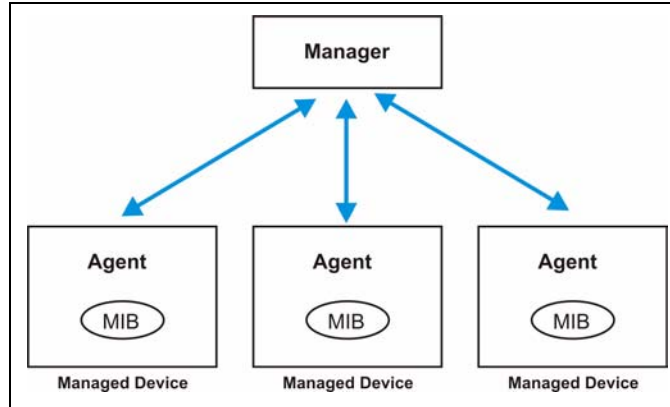 Manager
Agent Agent Agent
MIB MIB MIB
Managed Device Managed Device Managed Device